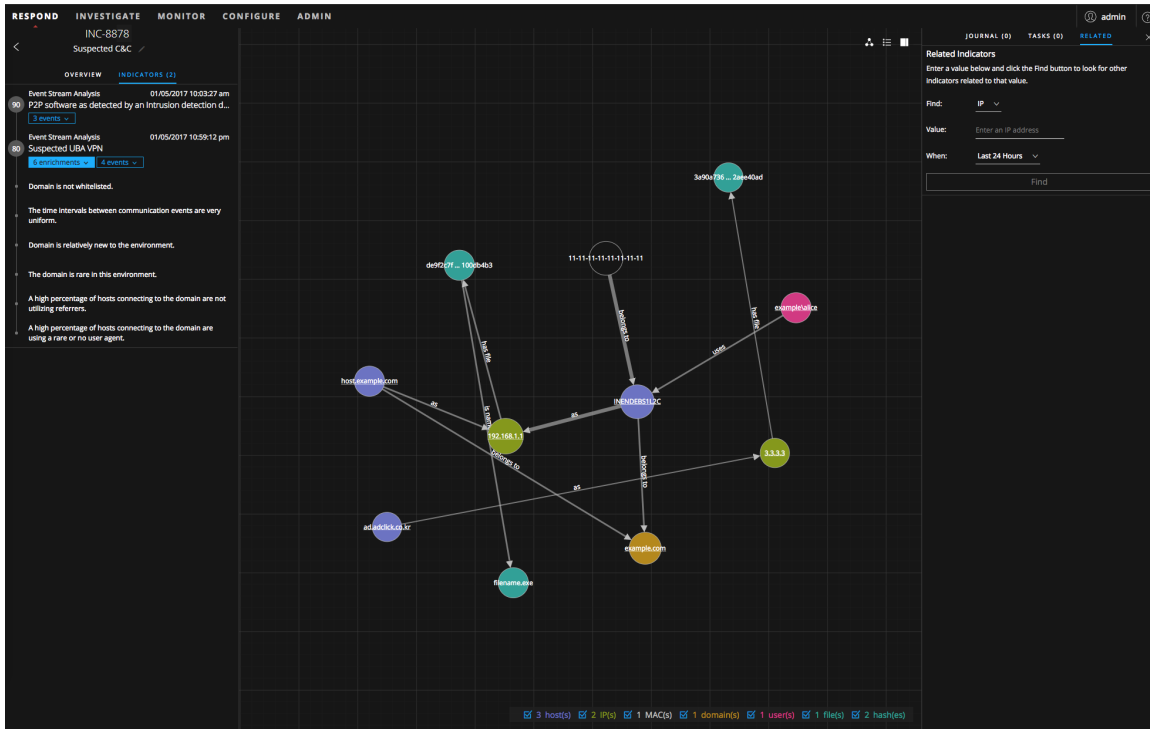 RESPOND INVESTIGATE MONITOR CONFIGURE ADMIN
admin
INC-8878
Suspected C&C
OVERVIEW INDICATORS (2)
90
Event Stream Analysis 01/05/2017 10:03:27 am
P2P software as detected by an Intrusion detection d...
3 events
80
Event Stream Analysis 01/05/2017 10:59:12 pm
Suspected UBA VPN
6 enrichments 4 events
Domain is not whitelisted.
The time intervals between communication events are very
uniform.
Domain is relatively new to the environment.
The domain is rare in this environment.
A high percentage of hosts connecting to the domain are not
utilizing referrers.
A high percentage of hosts connecting to the domain are
using a rare or no user agent.
3a90a736 ... 2aee40ad
11-11-11-11-11-11-11-11
de9f2c7f ... 100db4b3
example\alice
has file
belongs to
has file
uses
host.example.com
as
INENDEBS1L2C
as
is nam
192.168.1.1
belongs to
belongs to
3.3.3.3
as
ad.adclick.co.kr
example.com
filename.exe
3 host(s) 2 IP(s) 1 MAC(s) 1 domain(s) 1 user(s) 1 file(s) 2 hash(es)
JOURNAL (0) TASKS (0) RELATED
Related Indicators
Enter a value below and click the Find button to look for other
indicators related to that value.
Find: IP
Value: Enter an IP address
When: Last 24 Hours
Find